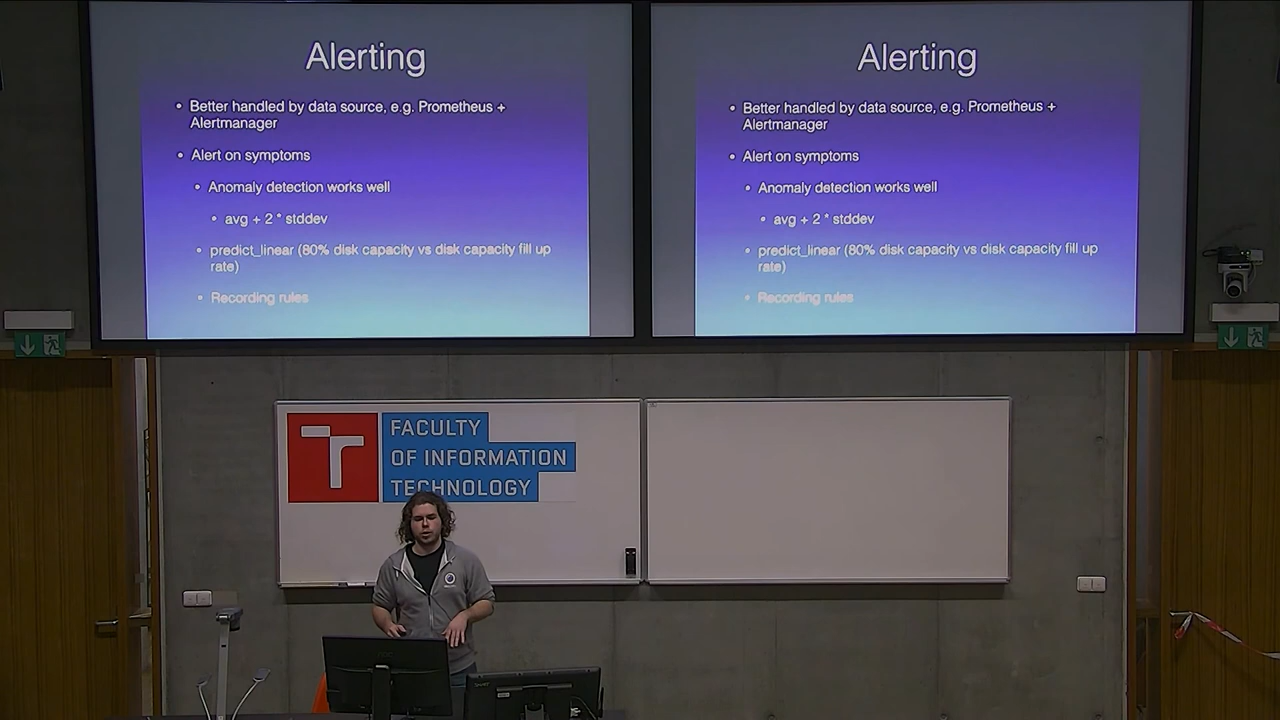 Alerting
• Better handled by data source, e.g. Prometheus +
Alertmanager
• Alert on symptoms
• Anomaly detection works well
• avg + 2 * stddev
• predict_linear (80% disk capacity vs disk capacity fill up
rate)
• Recording rules
Alerting
• Better handled by data source, e.g. Prometheus +
Alertmanager
• Alert on symptoms
• Anomaly detection works well
• avg + 2 * stddev
• predict_linear (80% disk capacity vs disk capacity fill up
rate)
• Recording rules
FACULTY
OF INFORMATION
TECHNOLOGY